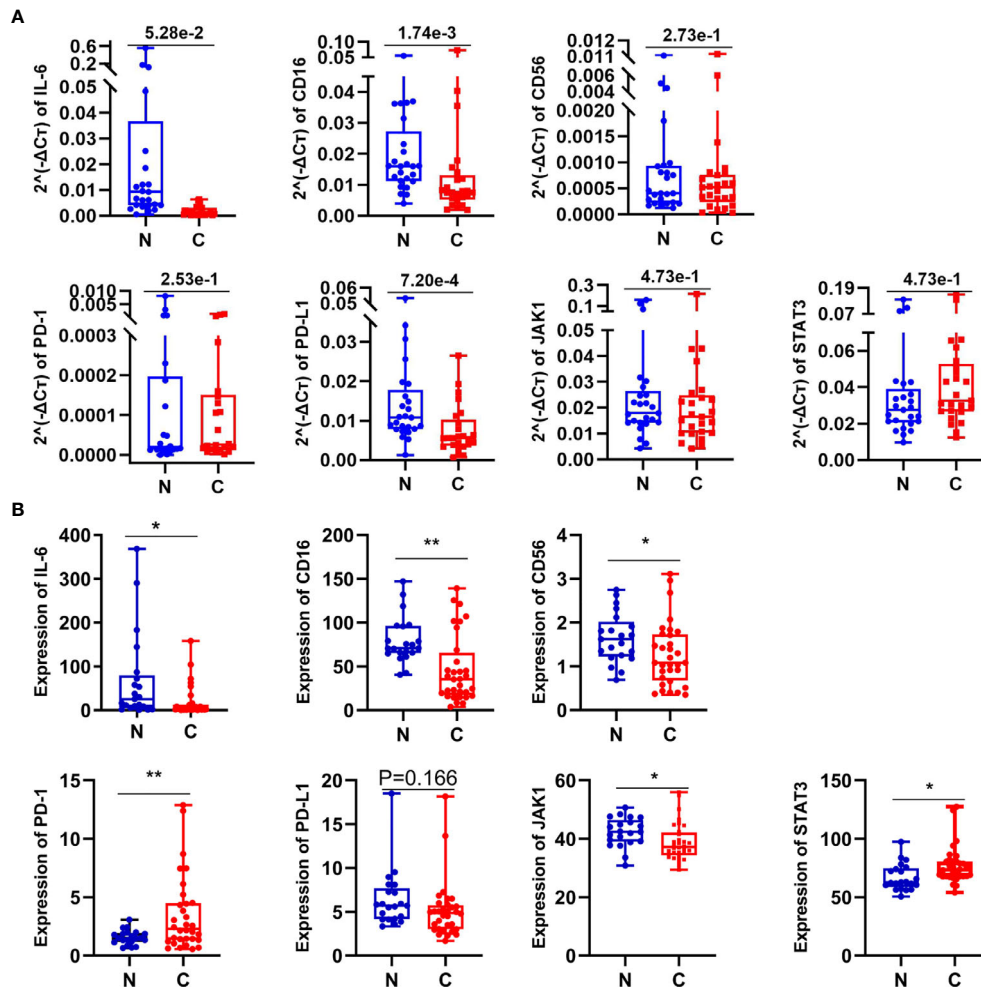 A
2^(-ΔCT) of IL-6
5.28e-2
0.6
0.4
0.2
0.05
0.04
0.03
0.02
0.01
0.00
N C
2^(-ΔCT) of CD16
1.74e-3
0.10
0.05
0.04
0.03
0.02
0.01
0.00
N C
2^(-ΔCT) of CD56
2.73e-1
0.012
0.006
0.004
0.0020
0.0015
0.0010
0.0005
0.0000
N C
2^(-ΔCT) of PD-1
2.53e-1
0.010
0.005
0.0003
0.0002
0.0001
0.0000
N C
2^(-ΔCT) of PD-L1
7.20e-4
0.06
0.05
0.03
0.02
0.01
0.00
N C
2^(-ΔCT) of JAK1
4.73e-1
0.3
0.1
0.05
0.04
0.03
0.02
0.01
0.00
N C
2^(-ΔCT) of STAT3
4.73e-1
0.19
0.07
0.06
0.04
0.02
0.00
N C
B
Expression of IL-6
*
400
300
200
100
0
N C
Expression of CD16
**
200
150
100
50
0
N C
Expression of CD56
*
4
3
2
1
0
N C
Expression of PD-1
**
15
10
5
0
N C
Expression of PD-L1
P=0.166
20
15
10
5
0
N C
Expression of JAK1
*
60
40
20
0
N C
Expression of STAT3
*
150
100
50
0
N C